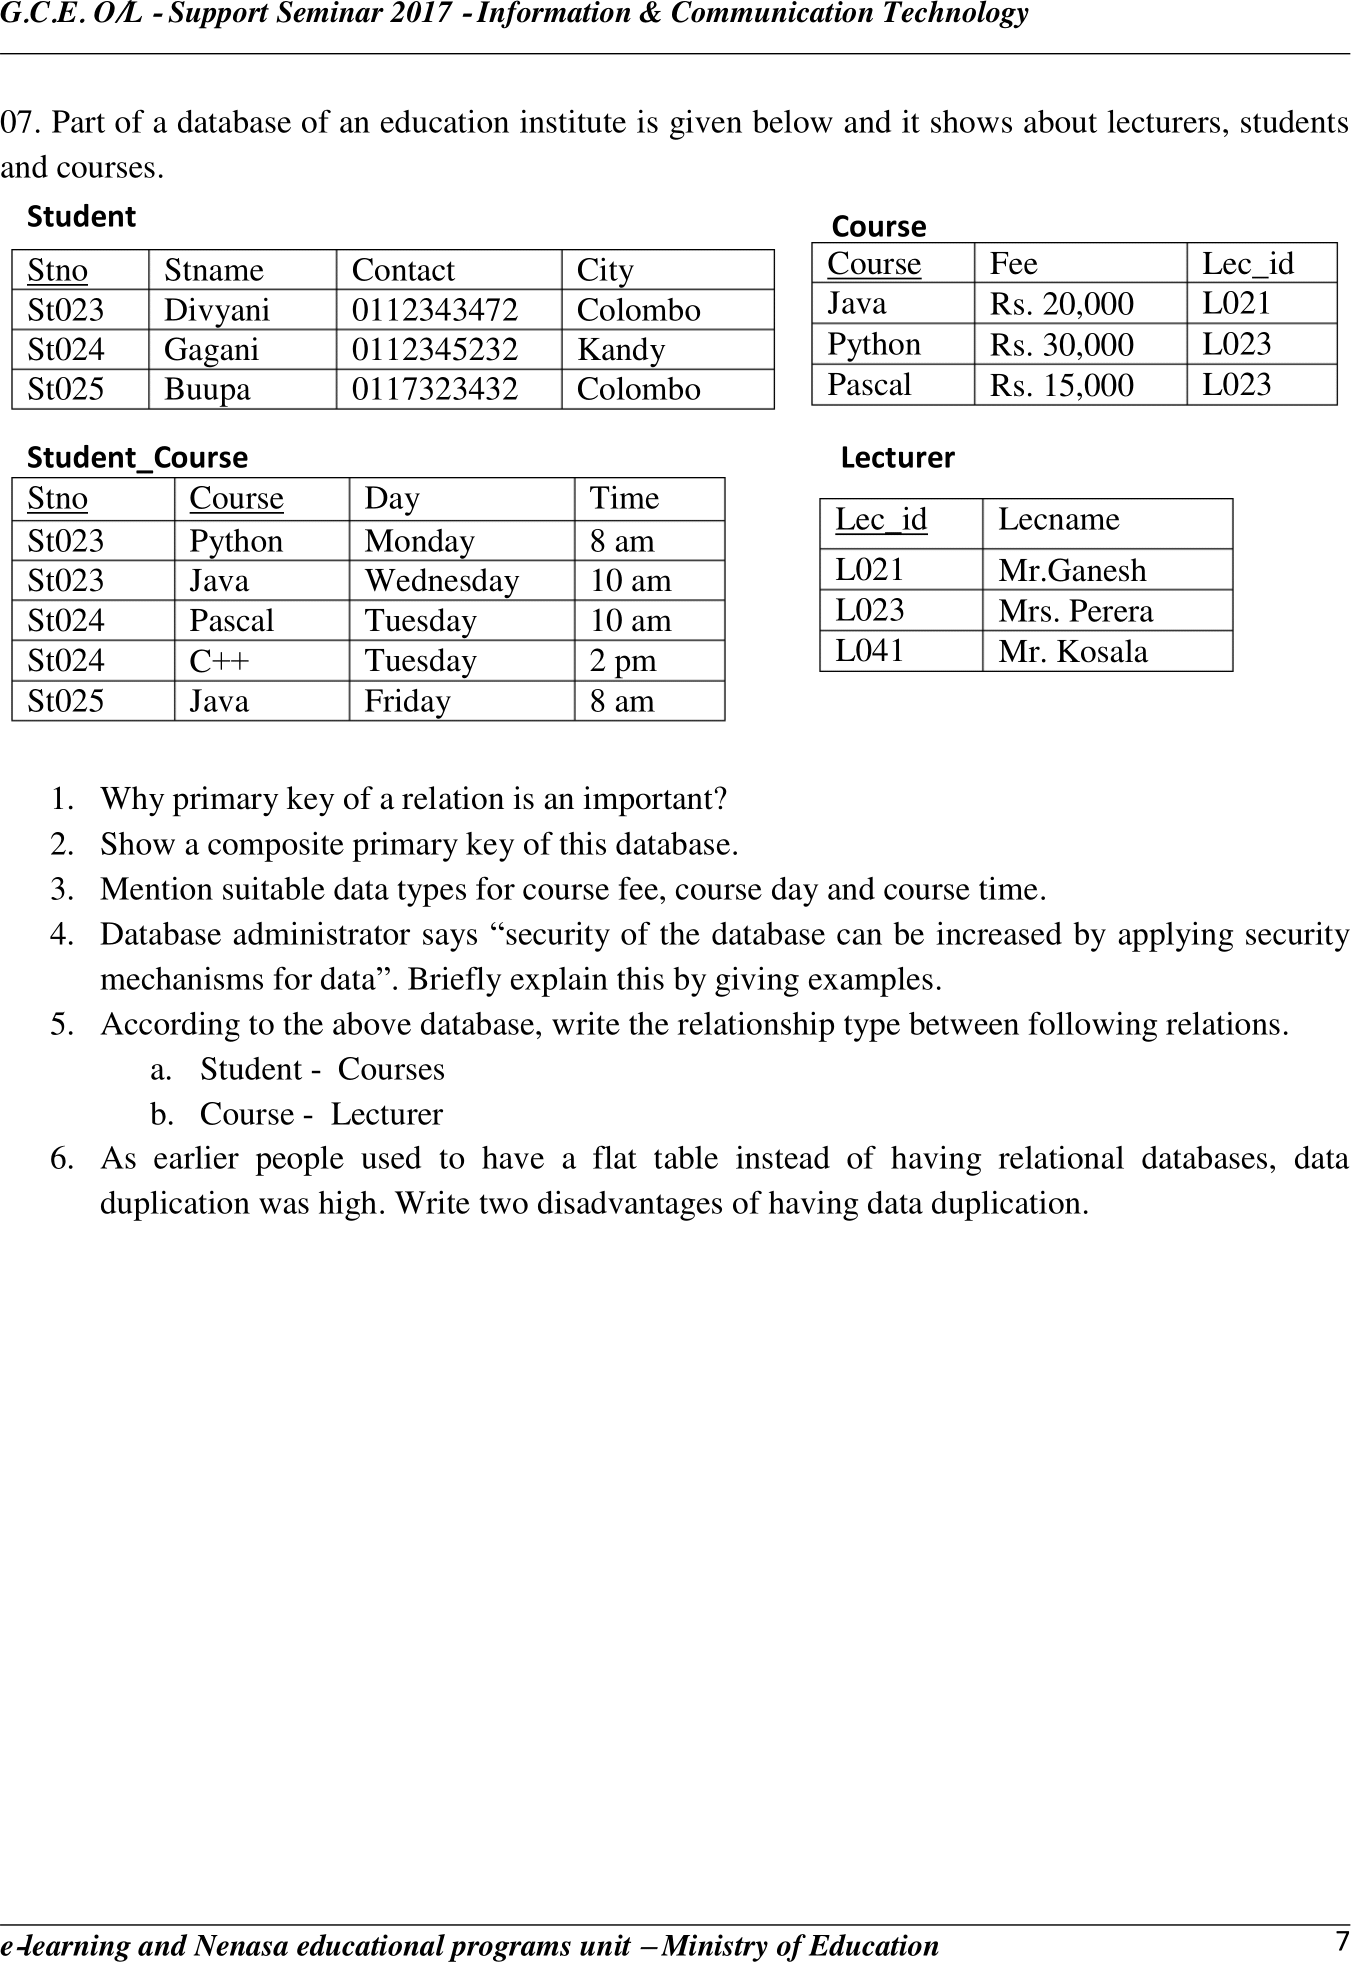 G.C.E. O/L - Support Seminar 2017 - Information & Communication Technology
07. Part of a database of an education institute is given below and it shows about lecturers, students
and courses.
Student
Stno Stname Contact City
St023 Divyani 0112343472 Colombo
St024 Gagani 0112345232 Kandy
St025 Buupa 0117323432 Colombo
Course
Course Fee Lec_id
Java Rs. 20,000 L021
Python Rs. 30,000 L023
Pascal Rs. 15,000 L023
Student_Course
Stno Course Day Time
St023 Python Monday 8 am
St023 Java Wednesday 10 am
St024 Pascal Tuesday 10 am
St024 C++ Tuesday 2 pm
St025 Java Friday 8 am
Lecturer
Lec_id Lecname
L021 Mr.Ganesh
L023 Mrs. Perera
L041 Mr. Kosala
1. Why primary key of a relation is an important?
2. Show a composite primary key of this database.
3. Mention suitable data types for course fee, course day and course time.
4. Database administrator says “security of the database can be increased by applying security
mechanisms for data”. Briefly explain this by giving examples.
5. According to the above database, write the relationship type between following relations.
a. Student - Courses
b. Course - Lecturer
6. As earlier people used to have a flat table instead of having relational databases, data
duplication was high. Write two disadvantages of having data duplication.
e-learning and Nenasa educational programs unit – Ministry of Education
7